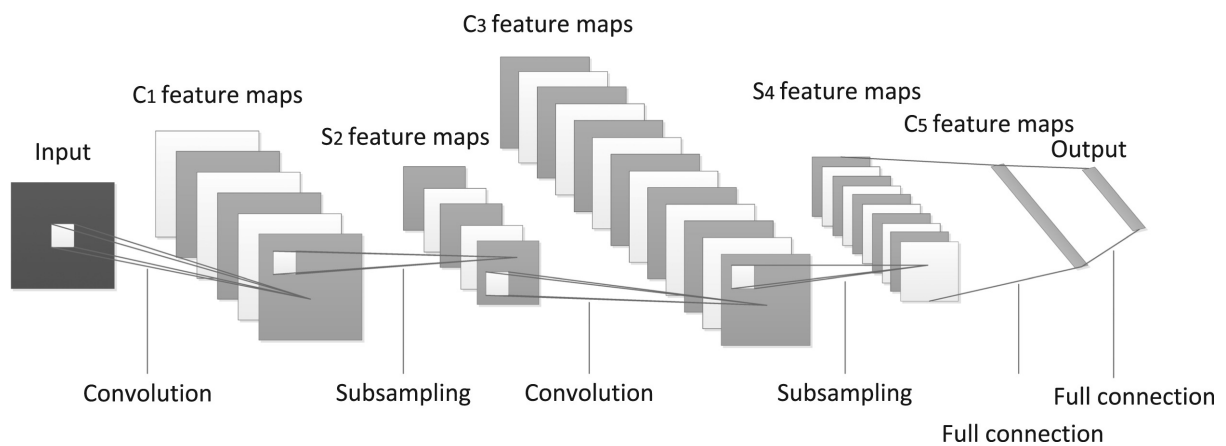 C3 feature maps
C1 feature maps
S4 feature maps
S2 feature maps
C5 feature maps
Input
Output
Convolution
Subsampling
Convolution
Subsampling
Full connection
Full connection